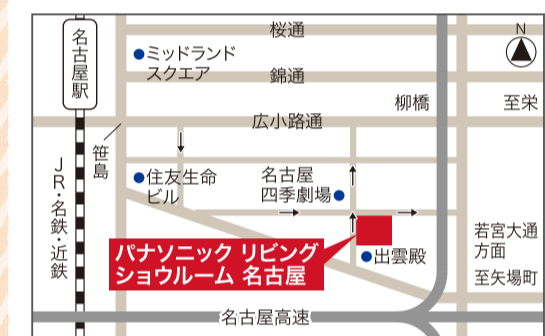 桜通
N
名古屋駅
ミッドランド
スクエア
錦通
柳橋
至栄
広小路通
笹島
JR・名鉄・近鉄
住友生命
ビル
名古屋
四季劇場
若宮大通
方面
至矢場町
パナソニック リビング
ショウルーム 名古屋
出雲殿
名古屋高速